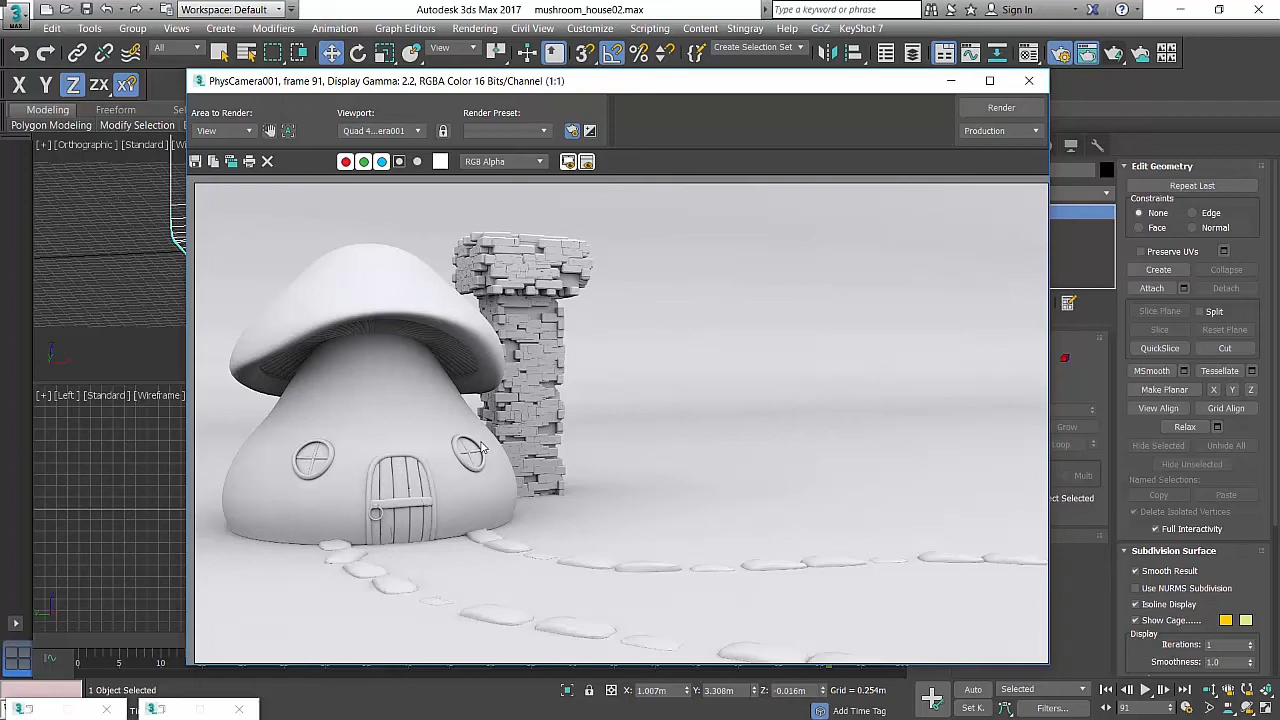 MAX
Workspace: Default
Autodesk 3ds Max 2017 mushroom_house02.max
Type a keyword or phrase
Sign In
Edit Tools Group Views Create Modifiers Animation Graph Editors Rendering Civil View Customize Scripting Content Stranger Help GoZ KeyShot 7
All View Create Selection Set
X Y Z ZX X?
PhysCamera001, frame 91, Display Gamma: 2.2, RGBA Color 16 Bits/Channel (1:1)
Modeling Freeform Se
Area to Render: Viewport: Render Preset: Render
Polygon Modeling Modify Selection
View Quad 4...era001 Production
[+] [Orthographic] [Standard] [Wi
RGB Alpha
Edit Geometry
Repeat Last
Constraints
None Edge
Face Normal
Preserve UVs
Create Collapse
Attach Detach
Slice Plane Split
Slice Reset Plane
QuickSlice Cut
MSmooth Tessellate
Make Planar X Y Z
[+] [Left] [Standard] [Wireframe]
View Align Grid Align
Grow Relax
Loop Hide Selected Unhide All
Hide Unselected
Multi Named Selections:
ct Selected Copy Paste
Delete Isolated Vertices
Full Interactivity
Subdivision Surface
Smooth Result
Use NURMS Subdivision
Isoline Display
Show Cage......
Display
Iterations: 1
Smoothness: 1.0
0 5 10 15
1 Object Selected X: 1.007m Y: 3.308m Z: -0.016m Grid = 0.254m Auto Selected
Add Time Tag Set K. Filters... 91